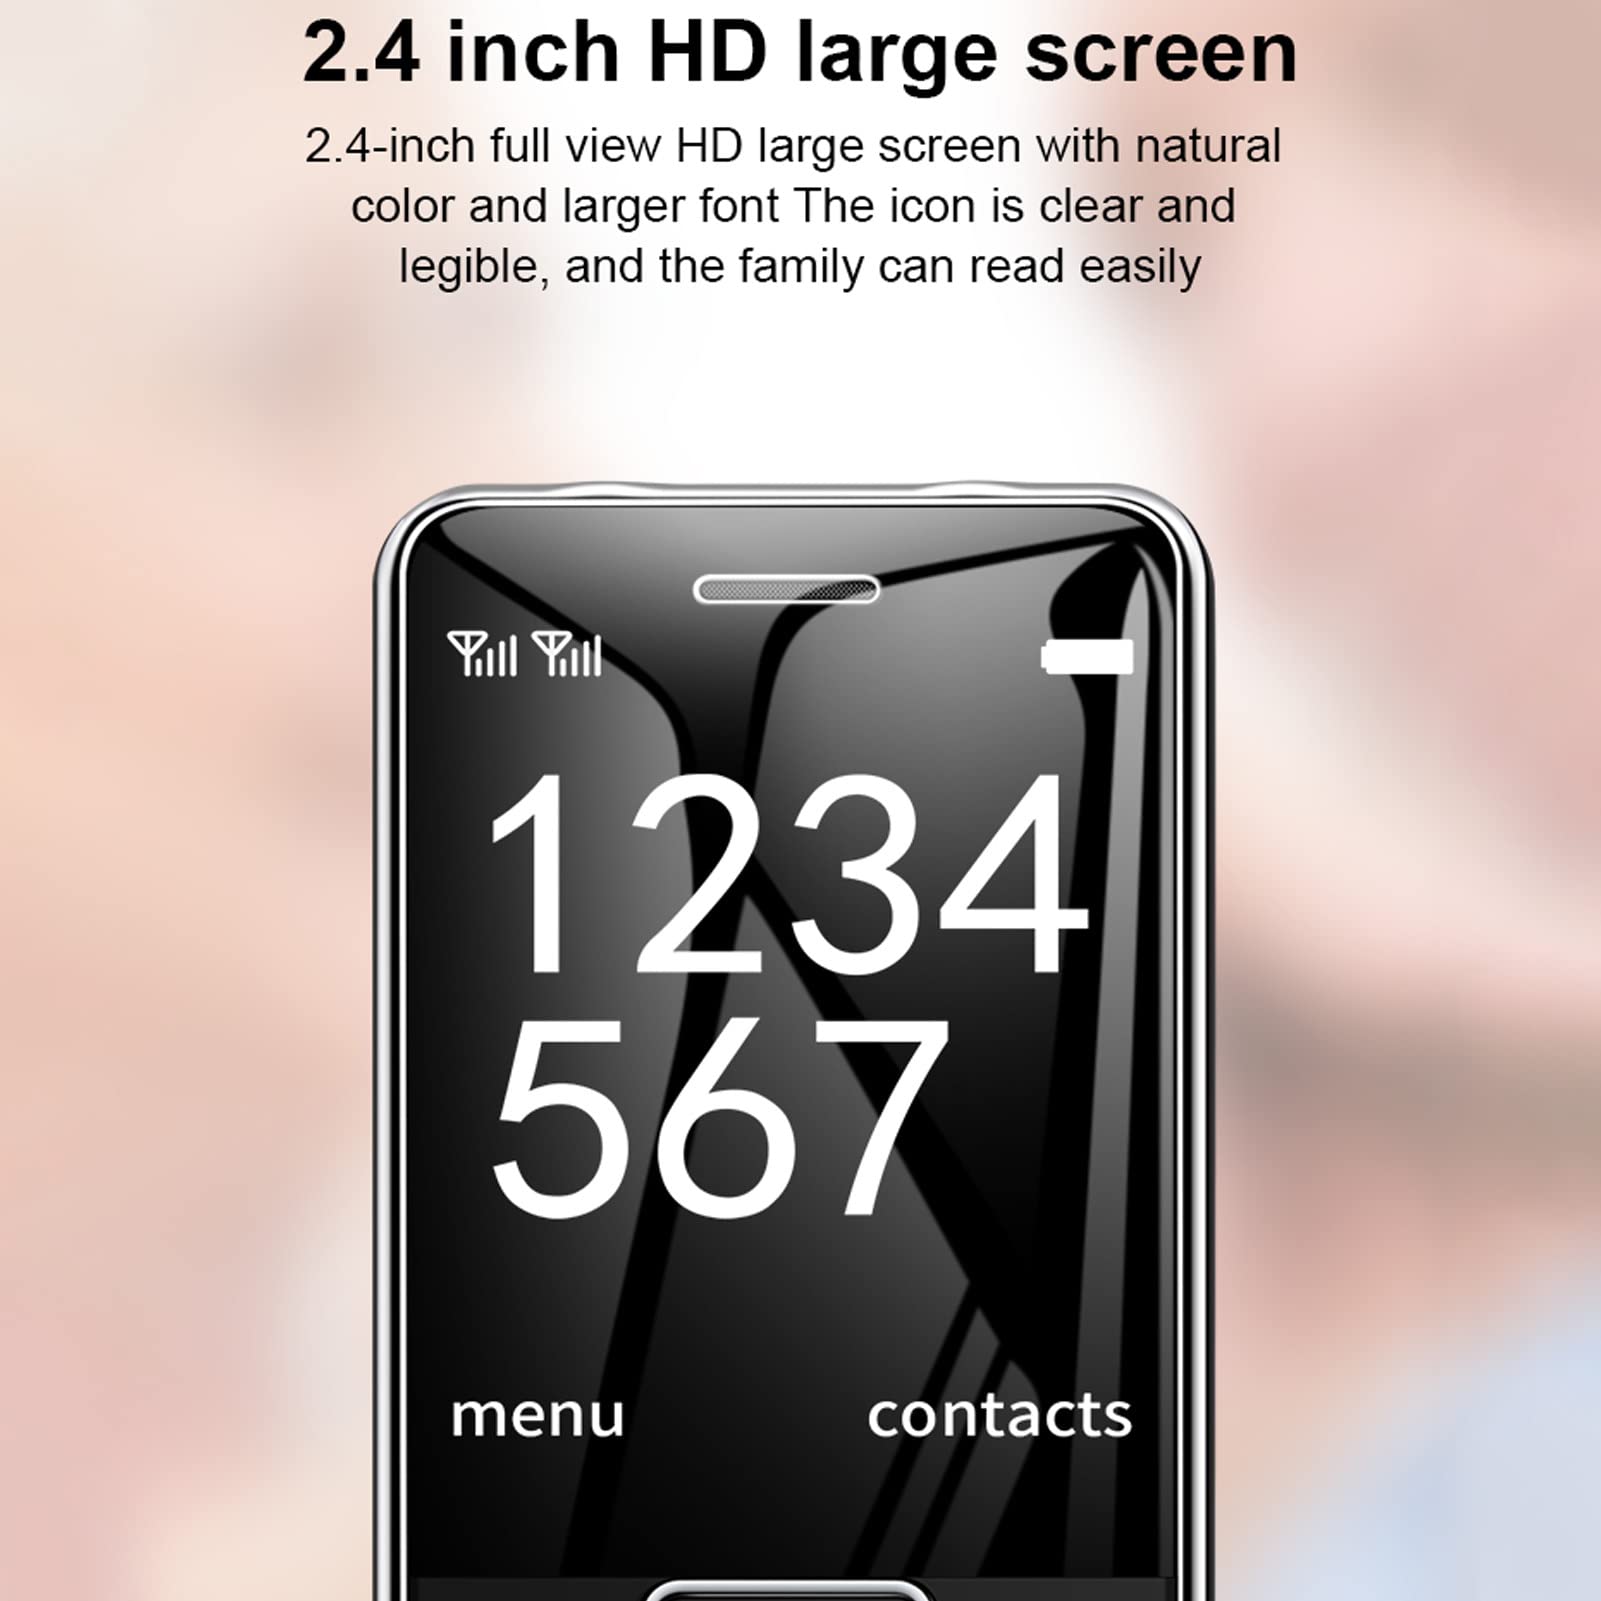 2.4 inch HD large screen
2.4-inch full view HD large screen with natural
color and larger font The icon is clear and
legible, and the family can read easily
1234
567
menu
contacts